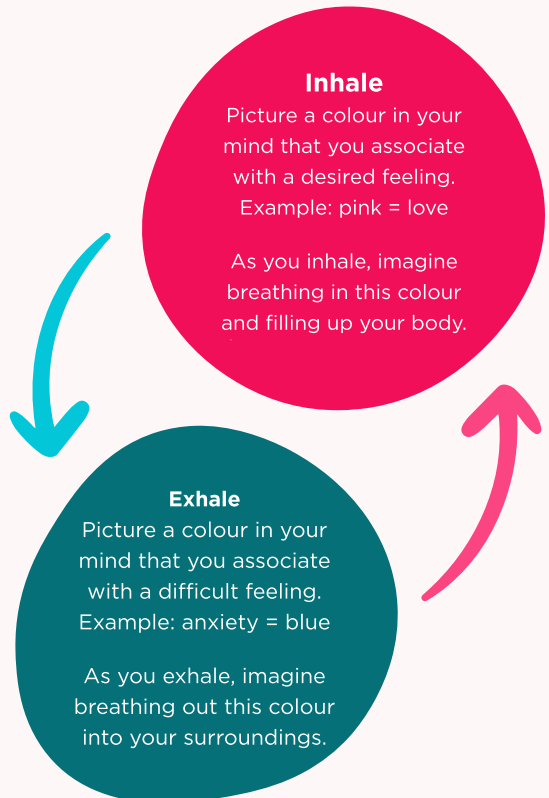 Inhale
Picture a colour in your
mind that you associate
with a desired feeling.
Example: pink = love
As you inhale, imagine
breathing in this colour
and filling up your body.
Exhale
Picture a colour in your
mind that you associate
with a difficult feeling.
Example: anxiety = blue
As you exhale, imagine
breathing out this colour
into your surroundings.